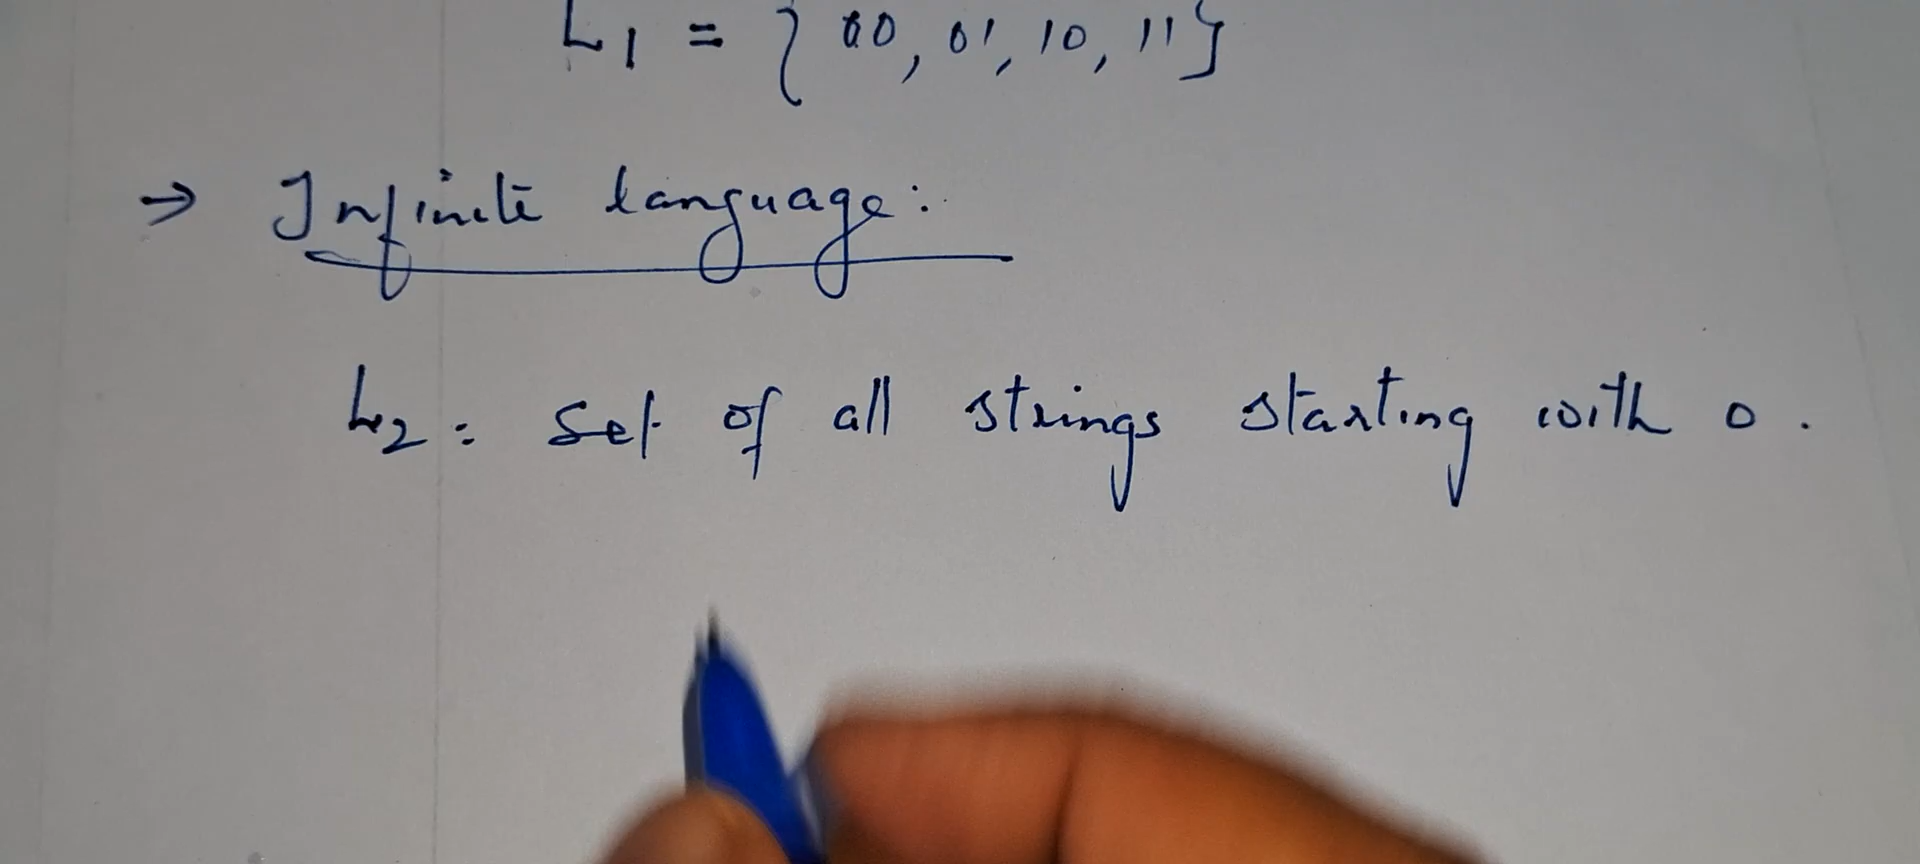 L1 = { 00, 01, 10, 11 }
→ Infinite language:
L2 = Set of all strings starting with 0.